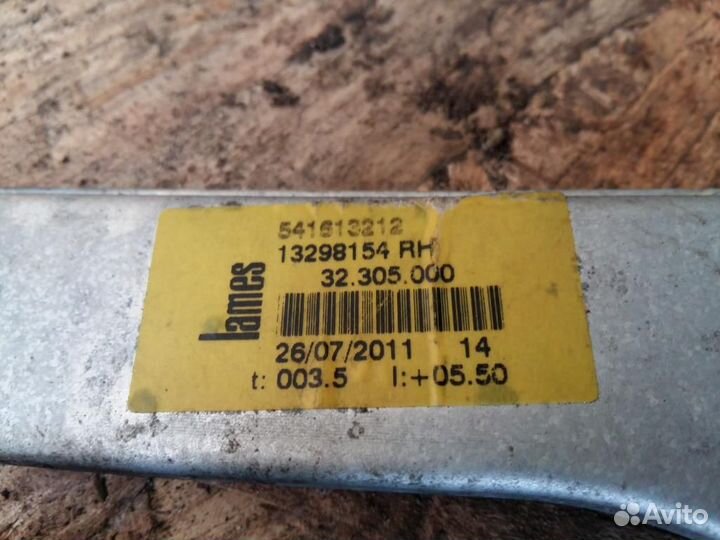 541613212
13298154 RH
32.305.000
lames
26/07/2011 14
t: 003.5 l:+05.50
Avito